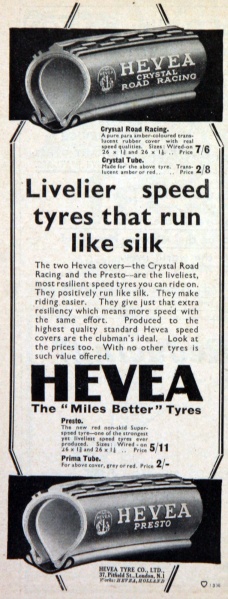 HEVEA
CRYSTAL
ROAD RACING
Crystal Road Racing.
A pure para amber-coloured trans-
lucent rubber cover with real
speed qualities. Sizes: Wired-on
26 × 1¼ and 26 × 1⅜ .. Price 7/6
Crystal Tube.
Made for the above tyre. Trans-
lucent amber or red.. .. Price 2/8
Livelier speed
tyres that run
like silk
The two Hevea covers—the Crystal Road
Racing and the Presto—are the liveliest,
most resilient speed tyres you can ride on.
They positively run like silk. They make
riding easier. They give just that extra
resiliency which means more speed with
the same effort. Produced to the
highest quality standard Hevea speed
covers are the clubman's ideal. Look at
the prices too. With no other tyres is
such value offered.
HEVEA
The "Miles Better" Tyres
Presto.
The new red non-skid Super-
speed tyre—one of the strongest
yet liveliest speed tyres ever
produced. Sizes: Wired-on
26 × 1¼ and 26 × 1⅜ .. Price 5/11
Prima Tube.
For above cover, grey or red. Price 2/-
HEVEA
PRESTO
HEVEA TYRE CO., LTD.,
37, Pitfield St., London, N.1
Works: HEVEA, HOLLAND